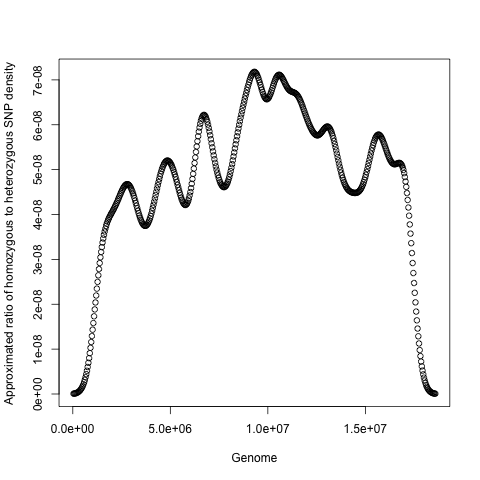 Approximated ratio of homozygous to heterozygous SNP density
7e-08
6e-08
5e-08
4e-08
3e-08
2e-08
1e-08
0e+00
0.0e+00 5.0e+06 1.0e+07 1.5e+07
Genome